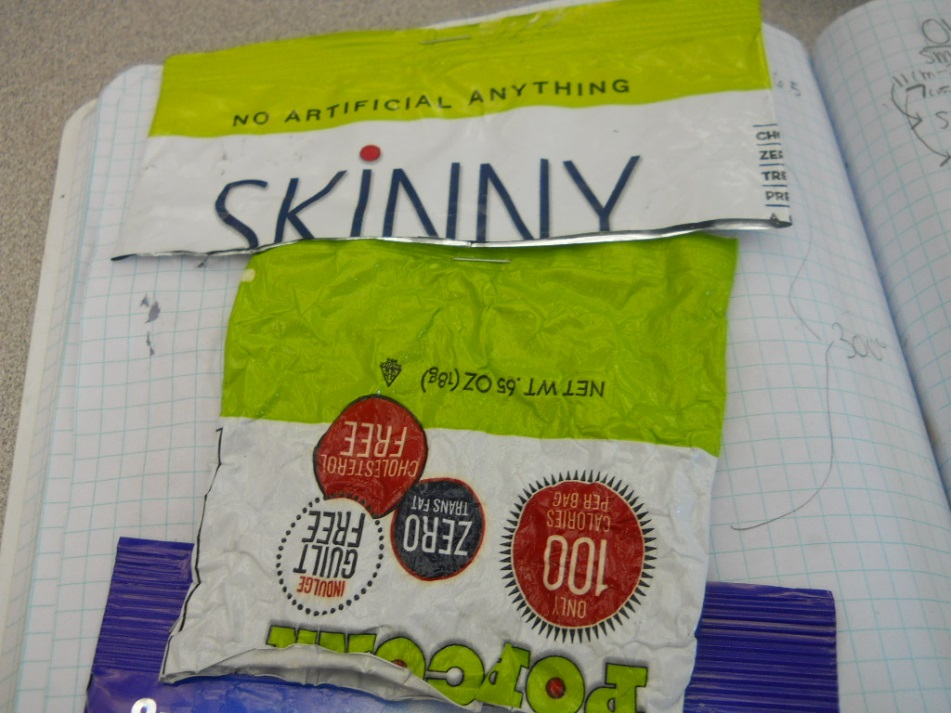 NO ARTIFICIAL ANYTHING
SKiNNY
NET WT .65 OZ (18g)
CHOLESTEROL
FREE
ZERO
TRANS FAT
INDULGE
GUILT
FREE
ONLY
100
CALORIES
PER BAG
POPCORN